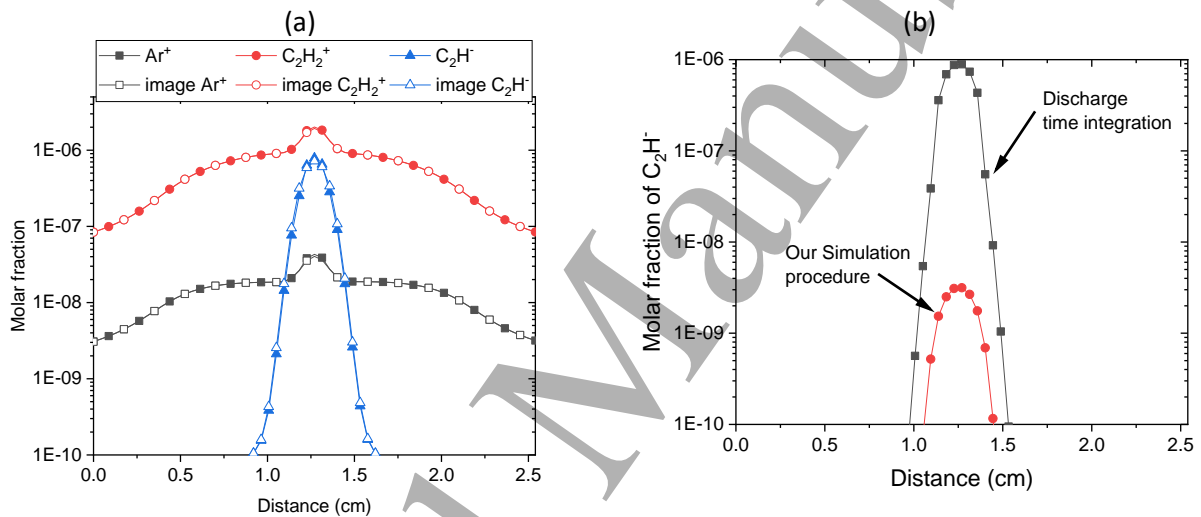 (a)
Ar⁺ C₂H₂⁺ C₂H⁻
image Ar⁺ image C₂H₂⁺ image C₂H⁻
Molar fraction
1E-06
1E-07
1E-08
1E-09
1E-10
0.0 0.5 1.0 1.5 2.0 2.5
Distance (cm)
(b)
Molar fraction of C₂H⁻
1E-06
1E-07
1E-08
1E-09
1E-10
Discharge
time integration
Our Simulation
procedure
0.0 0.5 1.0 1.5 2.0 2.5
Distance (cm)